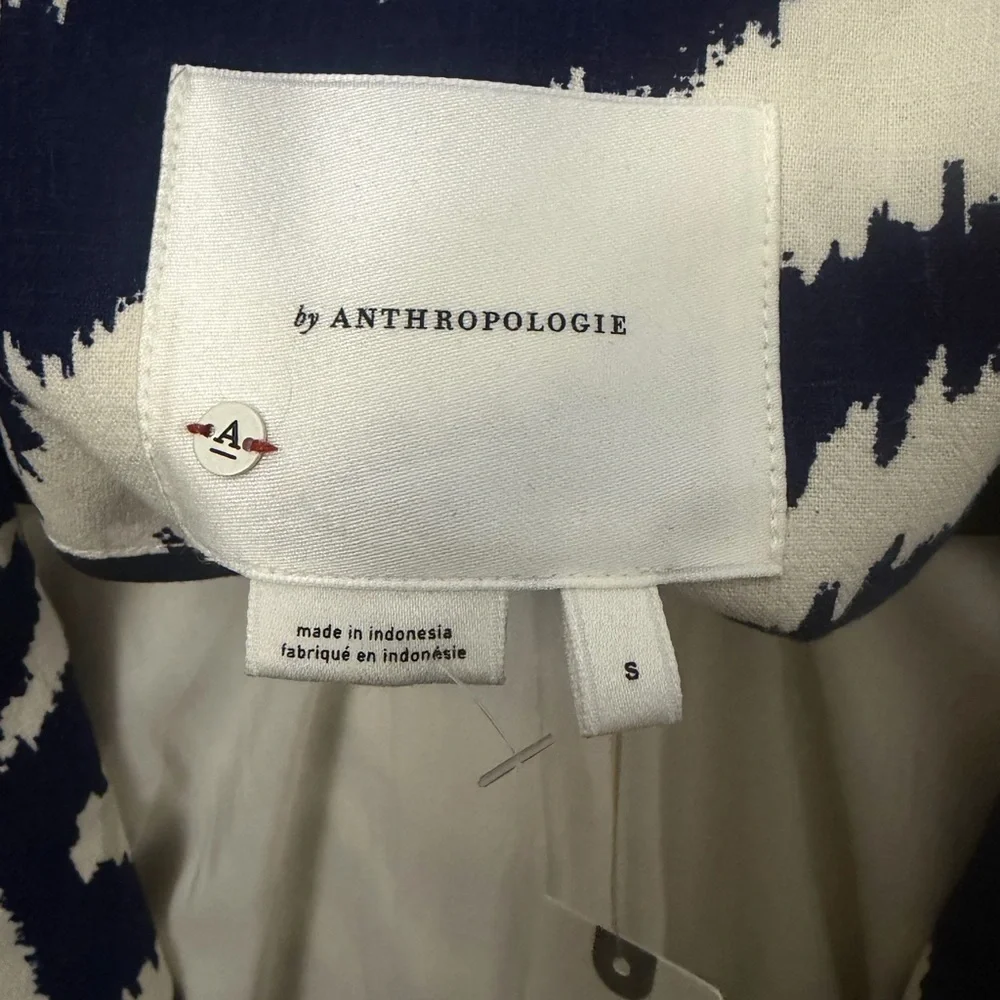 by ANTHROPOLOGIE
A
made in indonesia
fabriqué en indonésie
S